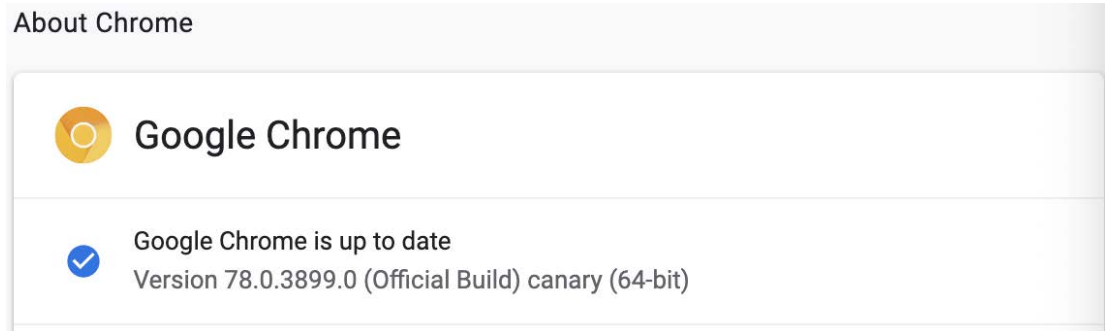 About Chrome
Google Chrome
Google Chrome is up to date
Version 78.0.3899.0 (Official Build) canary (64-bit)